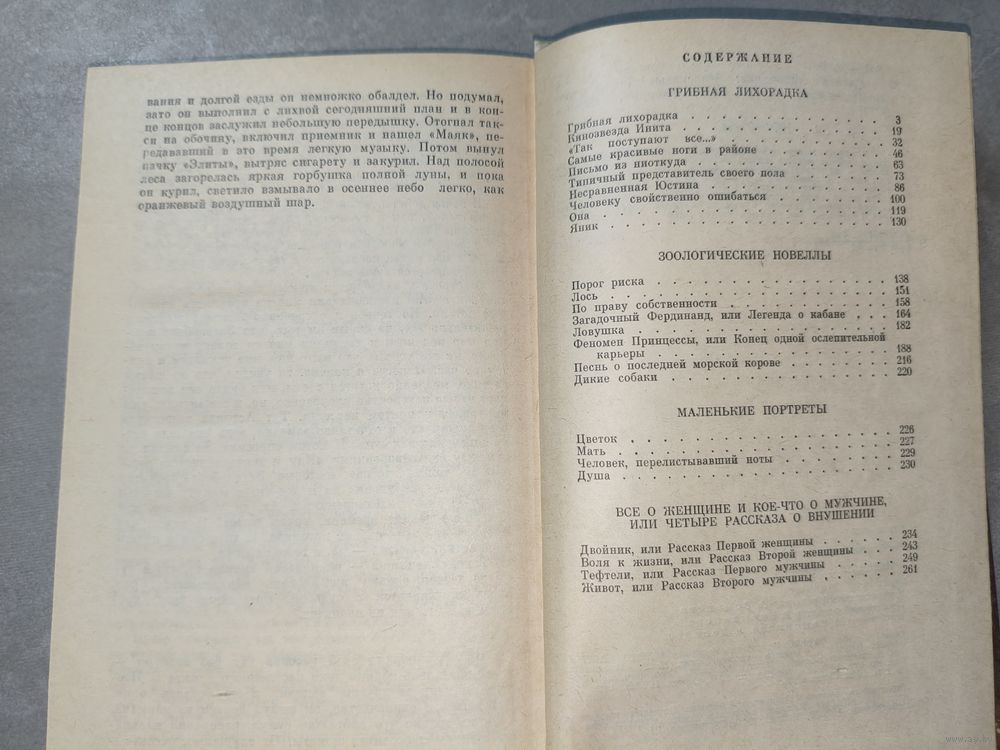 вания и долгой езды он немножко обалдел. Но подумал,
зато он выполнил с лихвой сегодняшний план и в кон-
це концов заслужил небольшую передышку. Отогнал так-
си на обочину, включил приемник и нашел «Маяк», пе-
редававший в это время легкую музыку. Потом вынул
пачку «Элиты», вытряс сигарету и закурил. Над полосой
леса загорелась яркая горбушка полной луны, и пока
он курил, светило взмывало в осеннее небо легко, как
оранжевый воздушный шар.
СОДЕРЖАНИЕ
ГРИБНАЯ ЛИХОРАДКА
Грибная лихорадка . . . . . . . . . . 3
Кинозвезда Инита . . . . . . . . . . 19
«Так поступают все...» . . . . . . . . . 32
Самые красивые ноги в районе . . . . . . 46
Письмо из ниоткуда . . . . . . . . . . 63
Типичный представитель своего пола . . . . . 73
Несравненная Юстина . . . . . . . . . 86
Человеку свойственно ошибаться . . . . . . 100
Она . . . . . . . . . . . . . . 119
Яник . . . . . . . . . . . . . . 130
ЗООЛОГИЧЕСКИЕ НОВЕЛЛЫ
Порог риска . . . . . . . . . . . . 138
Лось . . . . . . . . . . . . . . 151
По праву собственности . . . . . . . . 158
Загадочный Фердинанд, или Легенда о кабане . . . 164
Ловушка . . . . . . . . . . . . . 182
Феномен Принцессы, или Конец одной ослепительной
карьеры . . . . . . . . . . . . 188
Песнь о последней морской корове . . . . . . 216
Дикие собаки . . . . . . . . . . . 220
МАЛЕНЬКИЕ ПОРТРЕТЫ
Цветок . . . . . . . . . . . . . 226
Мать . . . . . . . . . . . . . . 227
Человек, перелистывавший ноты . . . . . . 229
Душа . . . . . . . . . . . . . . 230
ВСЕ О ЖЕНЩИНЕ И КОЕ-ЧТО О МУЖЧИНЕ,
ИЛИ ЧЕТЫРЕ РАССКАЗА О ВНУШЕНИИ
Двойник, или Рассказ Первой женщины . . . . . 234
Воля к жизни, или Рассказ Второй женщины . . . 243
Тефтели, или Рассказ Первого мужчины . . . . . 249
Живот, или Рассказ Второго мужчины . . . . . 261